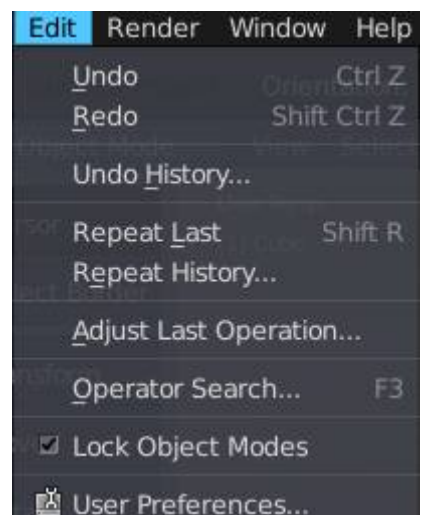 Edit Render Window Help
Undo Ctrl Z
Redo Shift Ctrl Z
Undo History...
Repeat Last Shift R
Repeat History...
Adjust Last Operation...
Operator Search... F3
Lock Object Modes
User Preferences...